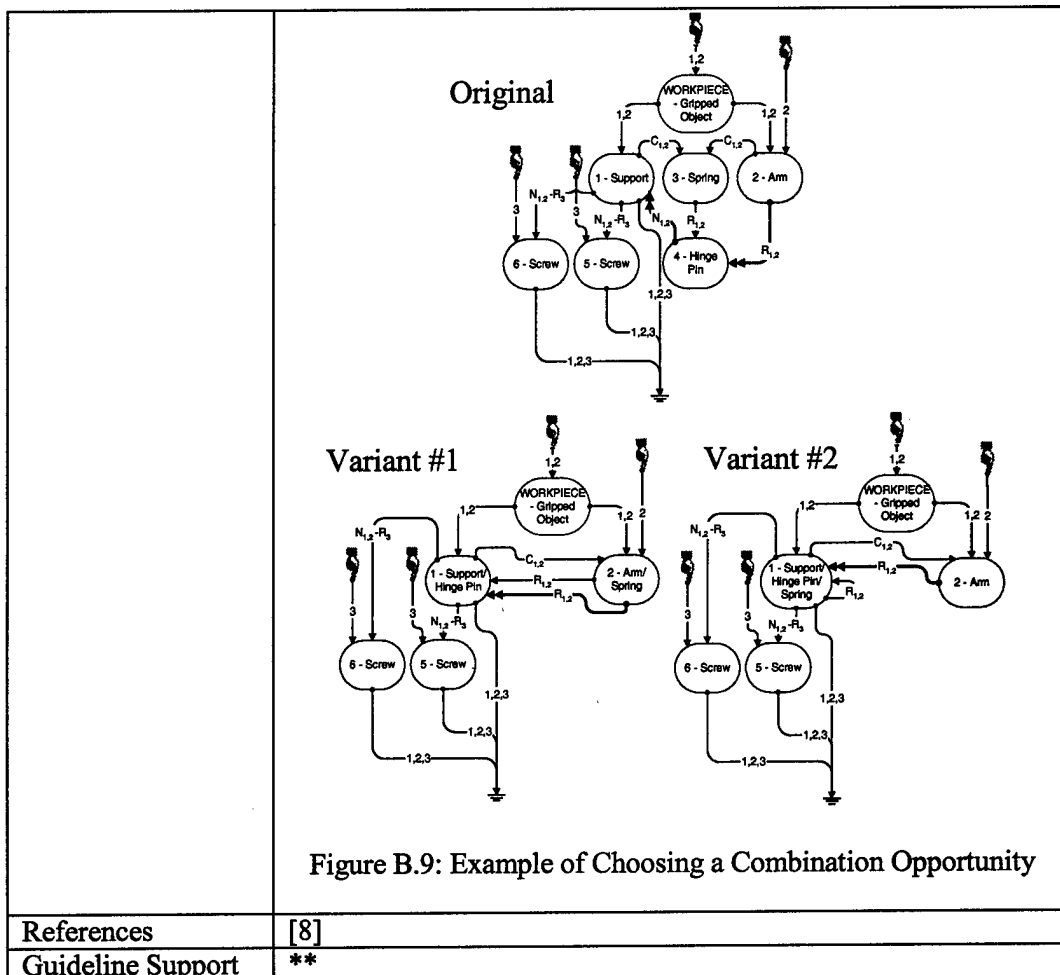 Original
1,2
WORKPIECE
- Gripped
Object
1,2
1,2
2
C1,2
C1,2
1 - Support
3 - Spring
2 - Arm
3
N1,2-R3
3
N1,2-R3
N1,2
R1,2
R1,2
6 - Screw
5 - Screw
4 - Hinge
Pin
1,2,3
1,2,3
1,2,3
Variant #1
1,2
WORKPIECE
- Gripped
Object
1,2
1,2
2
N1,2-R3
C1,2
1 - Support/
Hinge Pin
R1,2
R1,2
2 - Arm/
Spring
3
3
N1,2-R3
6 - Screw
5 - Screw
1,2,3
1,2,3
1,2,3
Variant #2
1,2
WORKPIECE
- Gripped
Object
1,2
1,2
2
N1,2-R3
C1,2
1 - Support/
Hinge Pin/
Spring
R1,2
R1,2
2 - Arm
3
3
N1,2-R3
6 - Screw
5 - Screw
1,2,3
1,2,3
1,2,3
Figure B.9: Example of Choosing a Combination Opportunity
References [8]
Guideline Support **